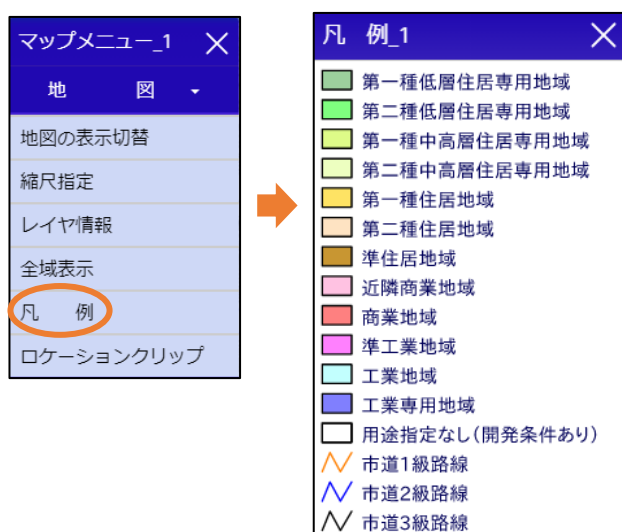 マップメニュー_1
地　　図
地図の表示切替
縮尺指定
レイヤ情報
全域表示
凡　例
ロケーションクリップ
凡　例_1
第一種低層住居専用地域
第二種低層住居専用地域
第一種中高層住居専用地域
第二種中高層住居専用地域
第一種住居地域
第二種住居地域
準住居地域
近隣商業地域
商業地域
準工業地域
工業地域
工業専用地域
用途指定なし(開発条件あり)
市道1級路線
市道2級路線
市道3級路線